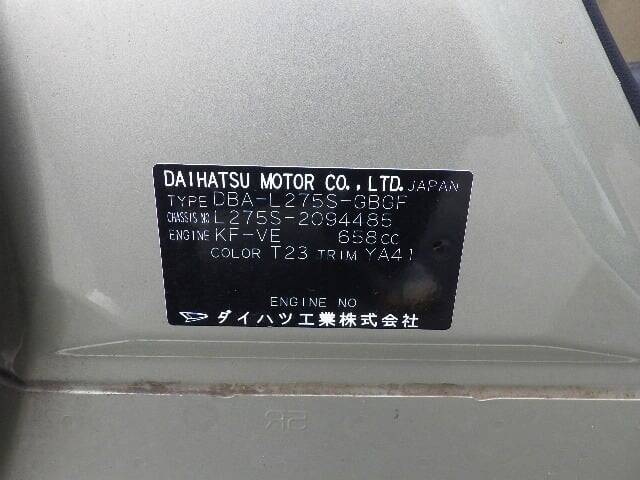 DAIHATSU MOTOR CO., LTD. JAPAN
TYPE DBA-L275S-GBGF
CHASSIS NO L275S-2094485
ENGINE KF-VE 658cc
COLOR T23 TRIM YA41
ENGINE NO
ダイハツ工業株式会社